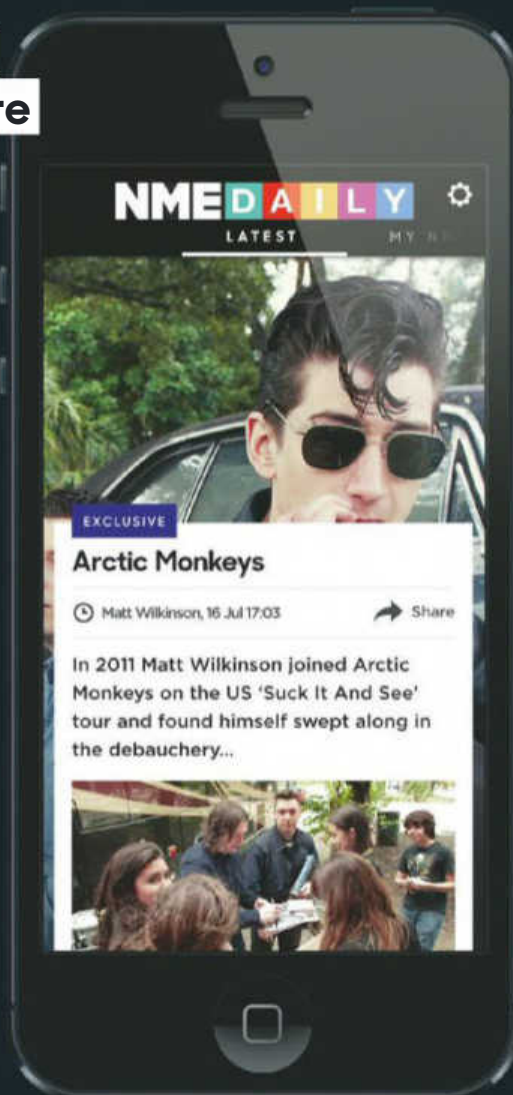 re
NMEDAILY
LATEST
MY N
EXCLUSIVE
Arctic Monkeys
Matt Wilkinson, 16 Jul 17:03
Share
In 2011 Matt Wilkinson joined Arctic
Monkeys on the US ‘Suck It And See’
tour and found himself swept along in
the debauchery...